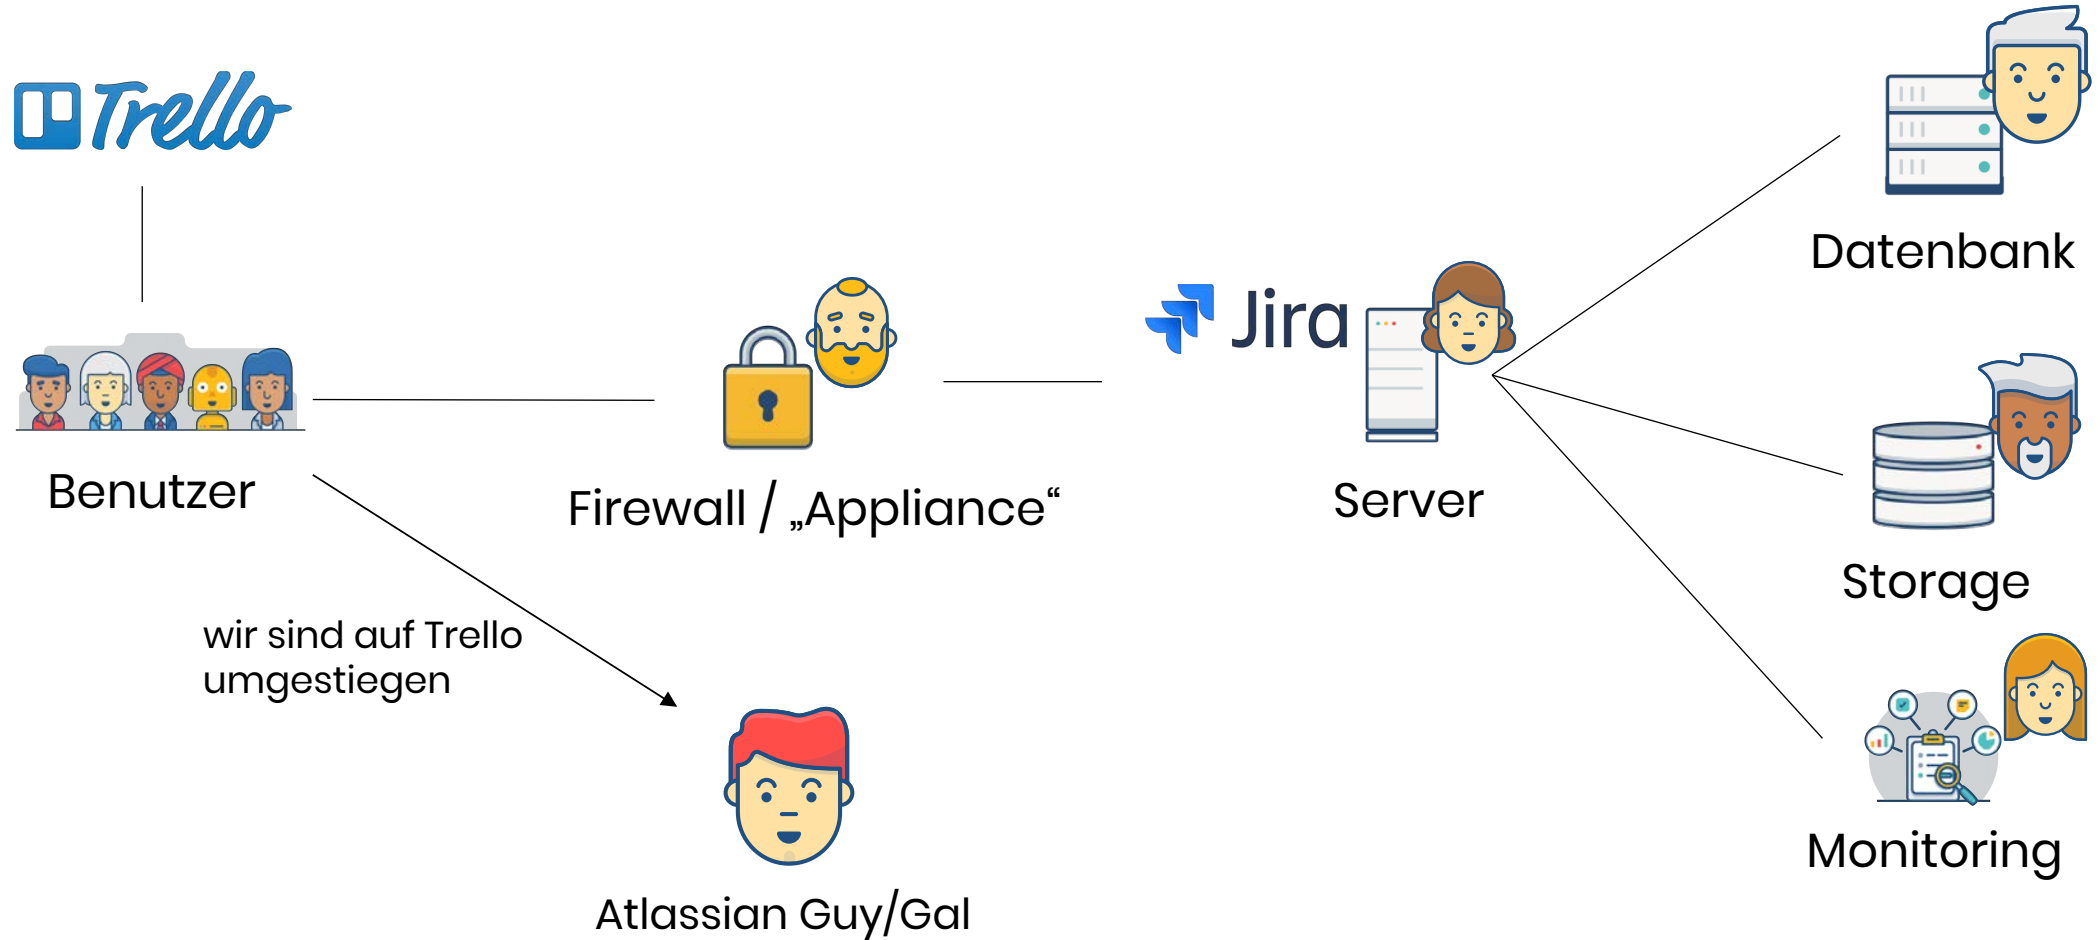 Trello
Benutzer
wir sind auf Trello
umgestiegen
Firewall / „Appliance“
Atlassian Guy/Gal
Jira
Server
Datenbank
Storage
Monitoring